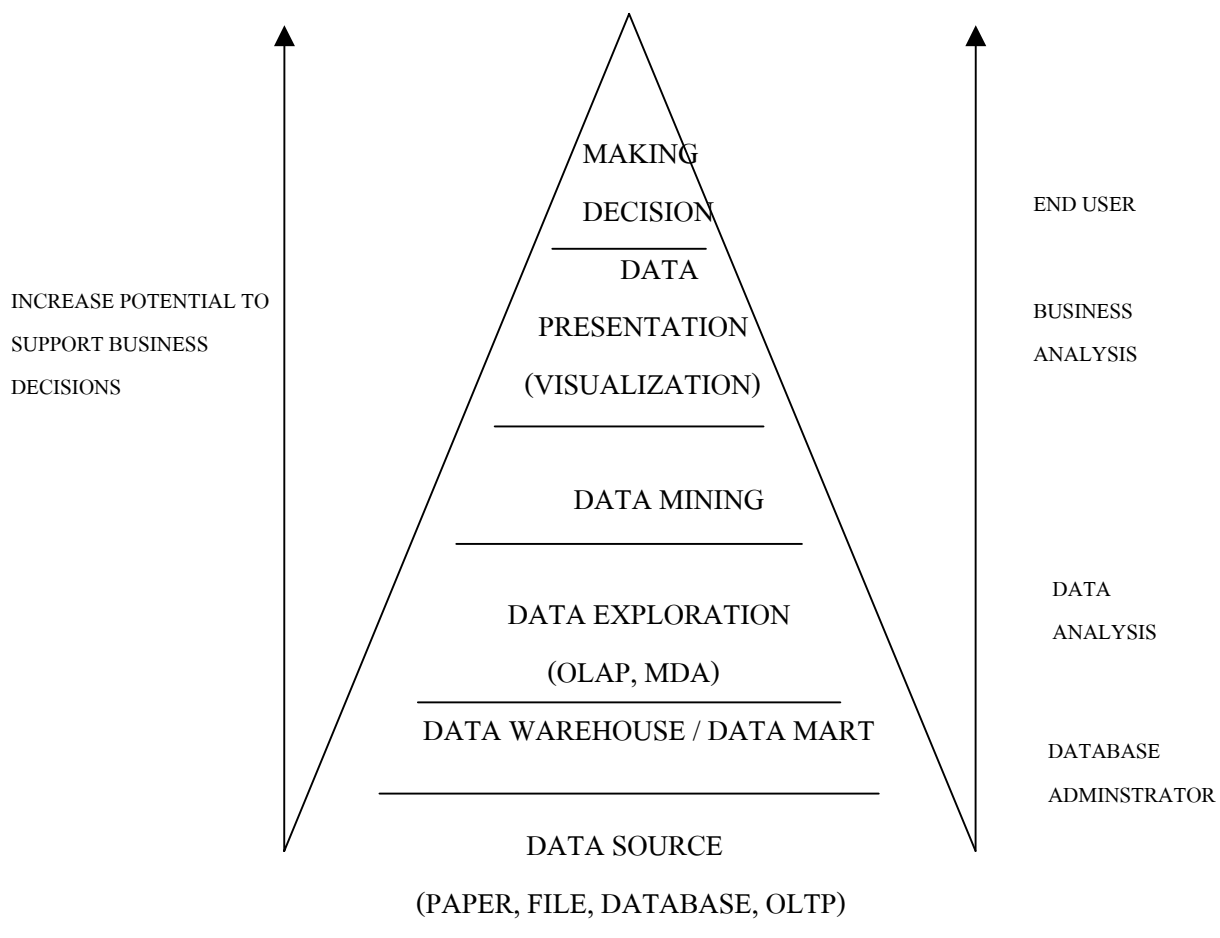 MAKING
DECISION
END USER
DATA
PRESENTATION
(VISUALIZATION)
INCREASE POTENTIAL TO
SUPPORT BUSINESS
DECISIONS
BUSINESS
ANALYSIS
DATA MINING
DATA EXPLORATION
(OLAP, MDA)
DATA
ANALYSIS
DATA WAREHOUSE / DATA MART
DATABASE
ADMINSTRATOR
DATA SOURCE
(PAPER, FILE, DATABASE, OLTP)